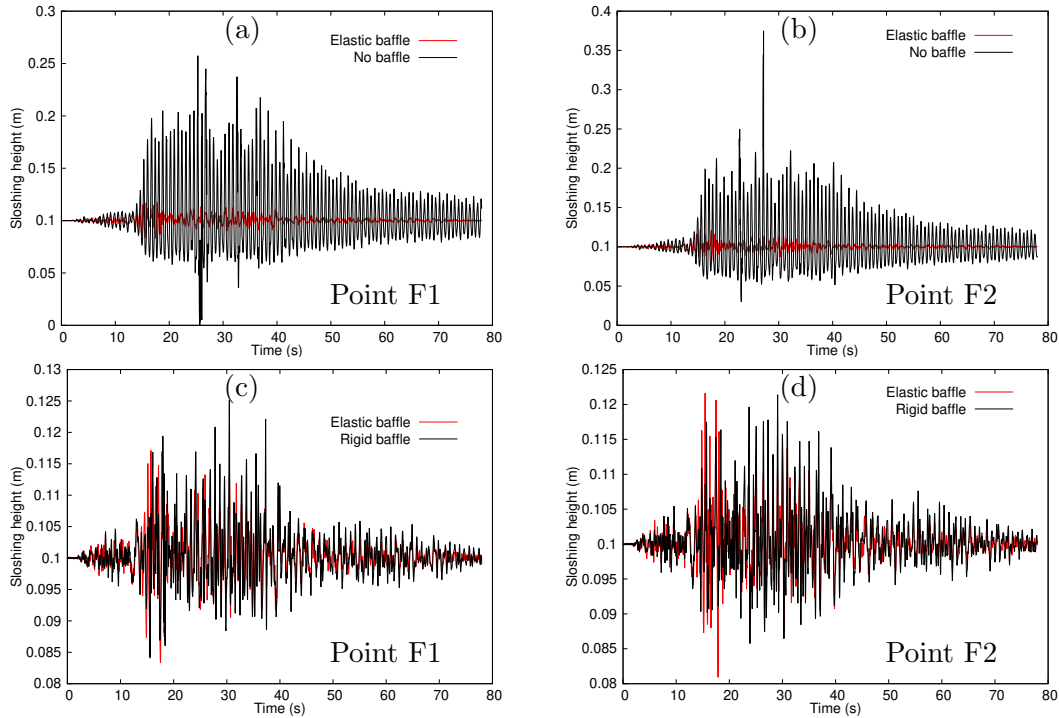 (a)
Elastic baffle
No baffle
Sloshing height (m)
0.3
0.25
0.2
0.15
0.1
0.05
0
0 10 20 30 40 50 60 70 80
Time (s)
Point F1
(b)
Elastic baffle
No baffle
Sloshing height (m)
0.4
0.35
0.3
0.25
0.2
0.15
0.1
0.05
0
0 10 20 30 40 50 60 70 80
Time (s)
Point F2
(c)
Elastic baffle
Rigid baffle
Sloshing height (m)
0.13
0.125
0.12
0.115
0.11
0.105
0.1
0.095
0.09
0.085
0.08
0 10 20 30 40 50 60 70 80
Time (s)
Point F1
(d)
Elastic baffle
Rigid baffle
Sloshing height (m)
0.125
0.12
0.115
0.11
0.105
0.1
0.095
0.09
0.085
0.08
0 10 20 30 40 50 60 70 80
Time (s)
Point F2